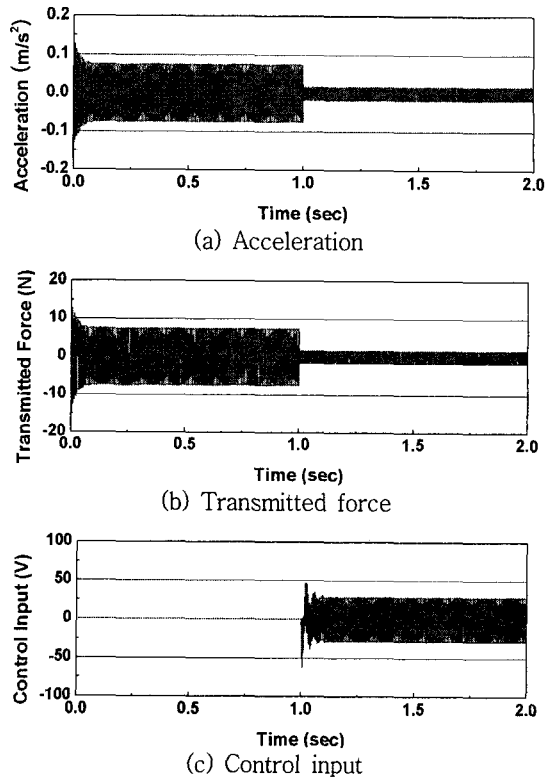 0.2
0.1
0.0
-0.1
-0.2
Acceleration (m/s²)
0.0 0.5 1.0 1.5 2.0
Time (sec)
(a) Acceleration
20
10
0
-10
-20
Transmitted Force (N)
0.0 0.5 1.0 1.5 2.0
Time (sec)
(b) Transmitted force
100
50
0
-50
-100
Control Input (V)
0.0 0.5 1.0 1.5 2.0
Time (sec)
(c) Control input